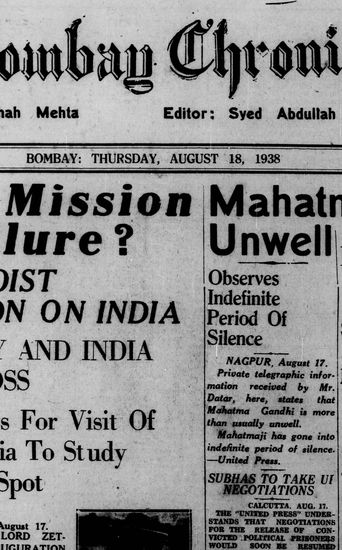 ombay Chroni
nah Mehta Editor: Syed Abdullah
BOMBAY: THURSDAY, AUGUST 18, 1938
Mission
lure?
DIST
ON ON INDIA
Y AND INDIA
OSS
s For Visit Of
ia To Study
Spot
August 17.
LORD ZET-
UGURATION
Mahatm
Unwell
Observes
Indefinite
Period Of
Silence
NAGPUR, August 17.
Private telegraphic infor-
mation received by Mr.
Datar, here, states that
Mahatma Gandhi is more
than usually unwell.
Mahatmaji has gone into
indefinite period of silence.
—United Press.
SUBHAS TO TAKE UP
NEGOTIATIONS
CALCUTTA, AUG. 17.
THE "UNITED PRESS" UNDER-
STANDS THAT NEGOTIATIONS
FOR THE RELEASE OF CON-
VICTED POLITICAL PRISONERS
WOULD SOON BE RESUMED